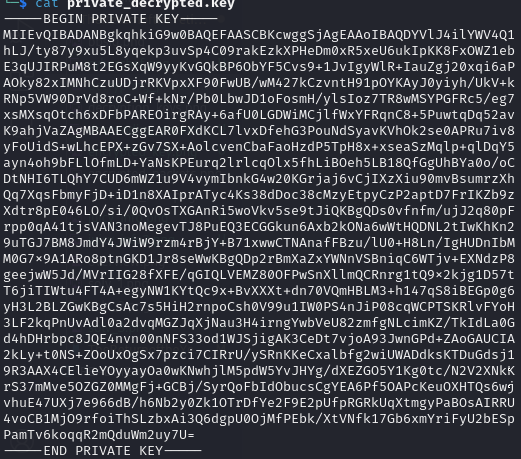 └─$ cat private_decrypted.key
-----BEGIN PRIVATE KEY-----
MIIEvQIBADANBgkqhkiG9w0BAQEFAASCBKcwggSjAgEAAoIBAQDYVlJ4ilYWV4Q1
hLJ/ty87y9xu5L8yqekp3uvSp4C09rakEzkXPHeDm0xR5xeU6ukIpKK8FxOWZ1eb
E3qUJIRPuM8t2EGsXqW9yyKvGQkBP6ObYF5Cvs9+1JvIgyWlR+IauZgj20xqi6aP
AOky82xIMNhCzuUDjrRKVpxXF90FwUB/wM427kCzvntH91pOYKAyJ0yiyh/UkV+k
RNp5VW90DrVd8roC+Wf+kNr/Pb0LbwJD1oFosmH/ylsIoz7TR8wMSYPGFRc5/eg7
xsMXsqOtch6xDFbPAREOirgRAy+6afU0LGDWiMCjlfWxYFRqnC8+5PuwtqDq52av
K9ahjVaZAgMBAAECggEAR0FXdKCL7lvxDfehG3PouNdSyavKVhOk2se0APRu7iv8
yFoUidS+wLhcEPX+zGv7SX+AolcvenCbaFaoHzdP5TpH8x+xseaSzMqlp+qlDqY5
ayn4oh9bFLlOfmLD+YaNsKPEurq2lrlcqOlx5fhLiBOeh5LB18QfGgUhBYa0o/oC
DtNHI6TLQhY7CUD6mWZ1u9V4vymIbnkG4w20KGrjaj6vCjIXzXiu90mvBsumrzXh
Qq7XqsFbmyFjD+iD1n8XAIprATyc4Ks38dDoc38cMzyEtpyCzP2aptD7FrIKZb9z
Xdtr8pE046LO/si/0QvOsTXGAnRi5woVkv5se9tJiQKBgQDs0vfnfm/ujJ2q80pF
rpp0qA41tjsVAN3noMegevTJ8PuEQ3ECGGkun6Axb2kONa6wWtHQDNL2tIwKhKn2
9uTGJ7BM8JmdY4JWiW9rzm4rBjY+B71xwwCTNAnafFBzu/lU0+H8Ln/IgHUDnIbM
M0G7×9A1ARo8ptnGKD1Jr8seWwKBgQDp2rBmXaZxYWNnVSBniqC6WTjv+EXNdzP8
geejwW5Jd/MVrIIG28fXFE/qGIQLVEMZ80OFPwSnXllmQCRnrg1tQ9×2kjg1D57t
T6jiTIWtu4FT4A+egyNW1KYtQc9x+BvXXXt+dn70VQmHBLM3+h147qS8iBEGp0g6
yH3L2BLZGwKBgCsAc7s5HiH2rnpoCsh0V99u1IW0PS4nJiP08cqWCPTSKRlvFYoH
3LF2kqPnUvAdl0a2dvqMGZJqXjNau3H4irngYwbVeU82zmfgNLcimKZ/TkIdLa0G
d4hDHrbpc8JQE4nvn00nNFS33od1WJSjigAK3CeDt7vjoA93JwnGPd+ZAoGAUCIA
2kLy+t0NS+ZOoUxOgSx7pzci7CIRrU/ySRnKKeCxalbfg2wiUWADdksKTDuGdsj1
9R3AAX4CElieYOyyayOa0wKNwhjlM5pdW5YvJHYg/dXEZGO5Y1Kg0tc/N2V2XNkK
rS37mMve5OZGZ0MMgFj+GCBj/SyrQoFbIdObucsCgYEA6Pf5OAPcKeuOXHTQs6wj
vhuE47UXj7e966dB/h6Nb2y0Zk1OTrDfYe2F9E2pUfpRGRkUqXtmgyPaBOsAIRRU
4voCB1MjO9rfoiThSLzbxAi3Q6dgpU0OjMfPEbk/XtVNfk17Gb6xmYriFyU2bESp
PamTv6koqqR2mQduWm2uy7U=
-----END PRIVATE KEY-----